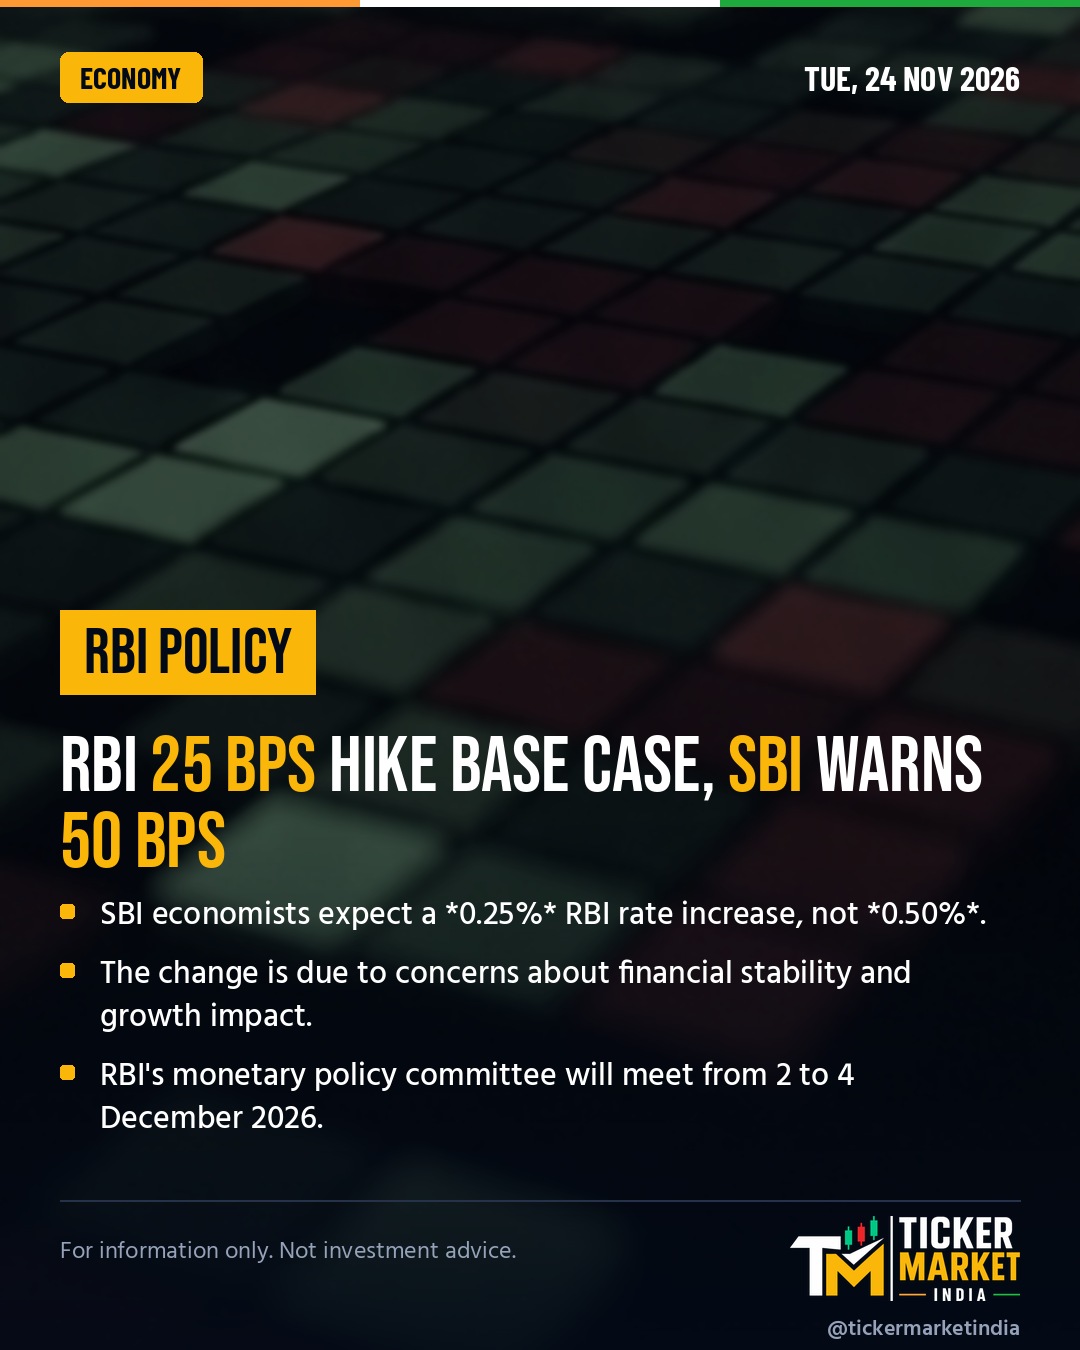 ECONOMY
TUE, 24 NOV 2026
RBI POLICY
RBI 25 BPS HIKE BASE CASE, SBI WARNS
50 BPS
SBI economists expect a *0.25%* RBI rate increase, not *0.50%*.
The change is due to concerns about financial stability and
growth impact.
RBI's monetary policy committee will meet from 2 to 4
December 2026.
For information only. Not investment advice.
TM
TICKER
MARKET
INDIA
@tickermarketindia